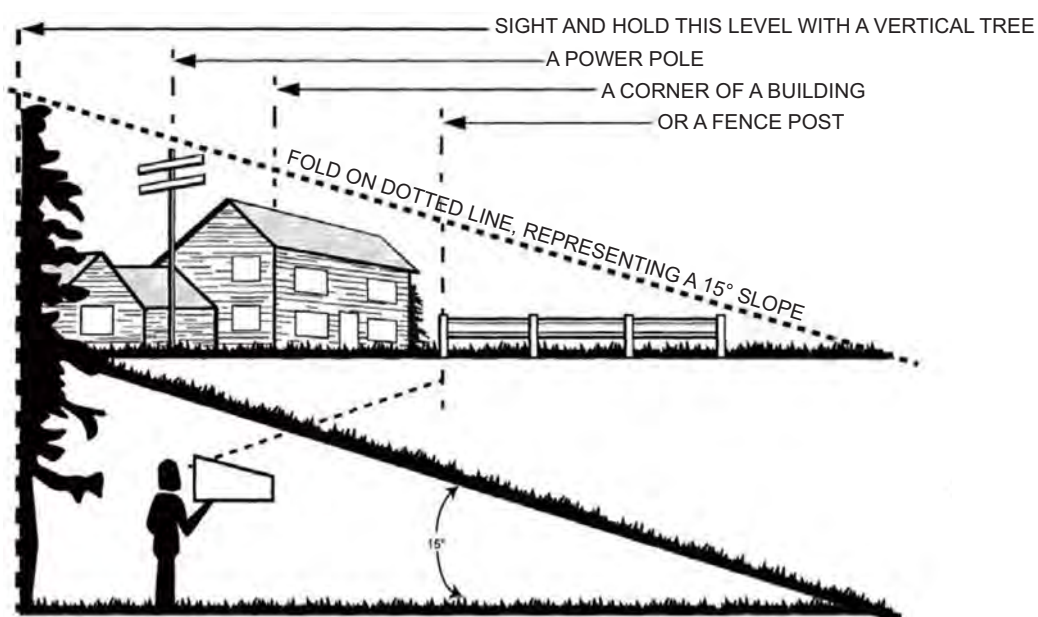 SIGHT AND HOLD THIS LEVEL WITH A VERTICAL TREE
A POWER POLE
A CORNER OF A BUILDING
OR A FENCE POST
FOLD ON DOTTED LINE, REPRESENTING A 15° SLOPE
15°